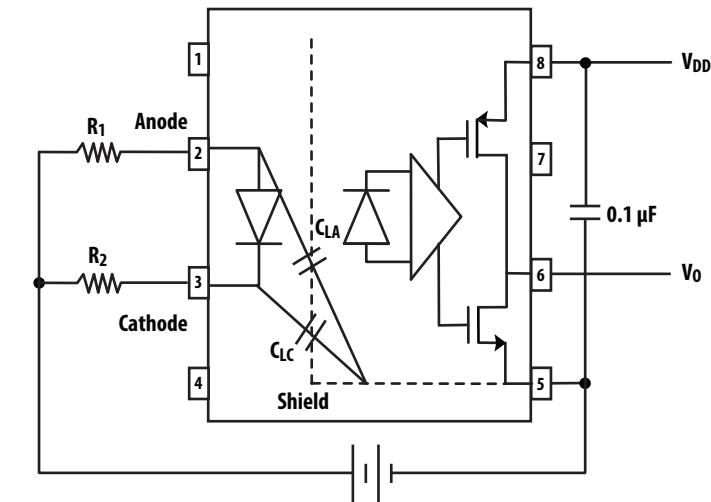 1
8
VDD
R1
Anode
2
7
CLA
0.1 µF
R2
3
6
VO
Cathode
CLC
4
Shield
5